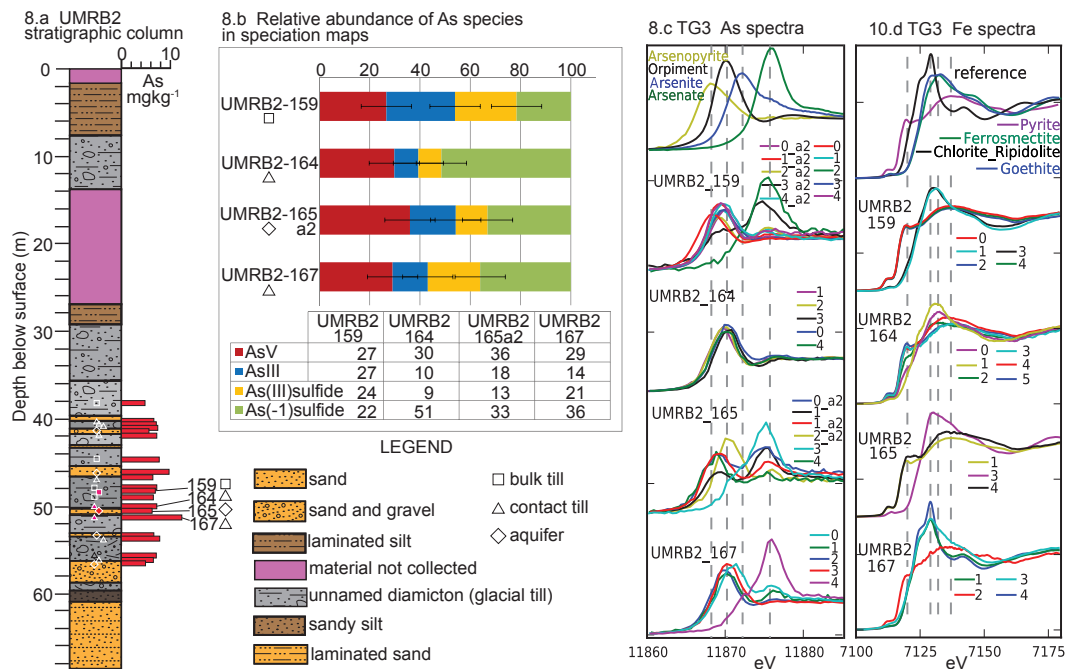 8.a UMRB2
stratigraphic column
0 10
As
mgkg-1
Depth below surface (m)
0
10
20
30
40
50
60
159
164
165
167
8.b Relative abundance of As species
in speciation maps
0 20 40 60 80 100
UMRB2-159
UMRB2-164
UMRB2-165
a2
UMRB2-167
UMRB2 UMRB2 UMRB2 UMRB2
159 164 165a2 167
AsV 27 30 36 29
AsIII 27 10 18 14
As(III)sulfide 24 9 13 21
As(-1)sulfide 22 51 33 36
LEGEND
sand
sand and gravel
laminated silt
material not collected
unnamed diamicton (glacial till)
sandy silt
laminated sand
bulk till
contact till
aquifer
8.c TG3 As spectra
Arsenopyrite
Orpiment
Arsenite
Arsenate
0_a2 0
1_a2 1
2_a2 2
3_a2 3
4_a2 4
UMRB2_159
UMRB2_164
1
2
3
0
4
UMRB2_165
0_a2
1_a2
2_a2
3
4
UMRB2_167
0
1
2
3
4
11860 11870 11880
eV
10.d TG3 Fe spectra
reference
Pyrite
Ferrosmectite
Chlorite_Ripidolite
Goethite
UMRB2
159
0
1 3
2 4
UMRB2
164
0 3
1 4
2 5
UMRB2
165
1
3
4
UMRB2
167
1 3
2 4
7100 7150 7180
eV